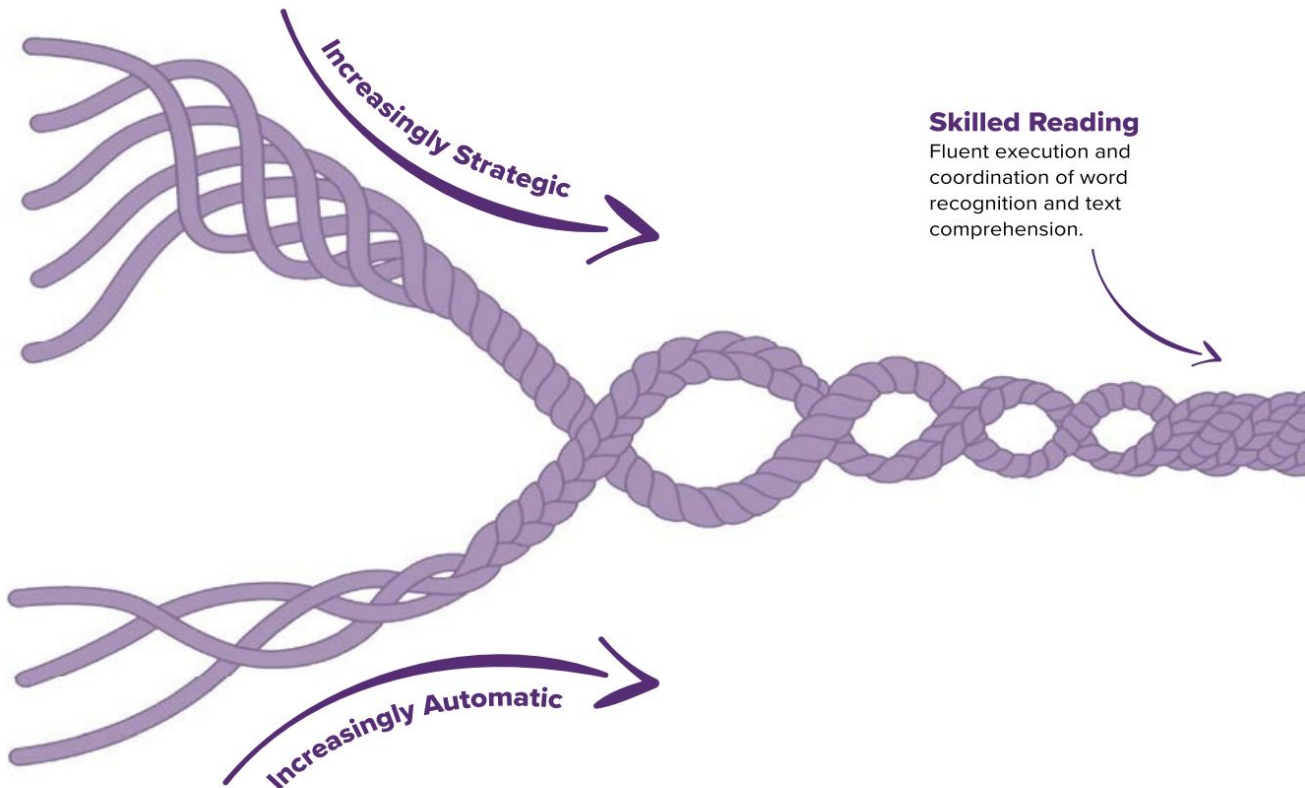 Increasingly Strategic
Skilled Reading
Fluent execution and
coordination of word
recognition and text
comprehension.
Increasingly Automatic